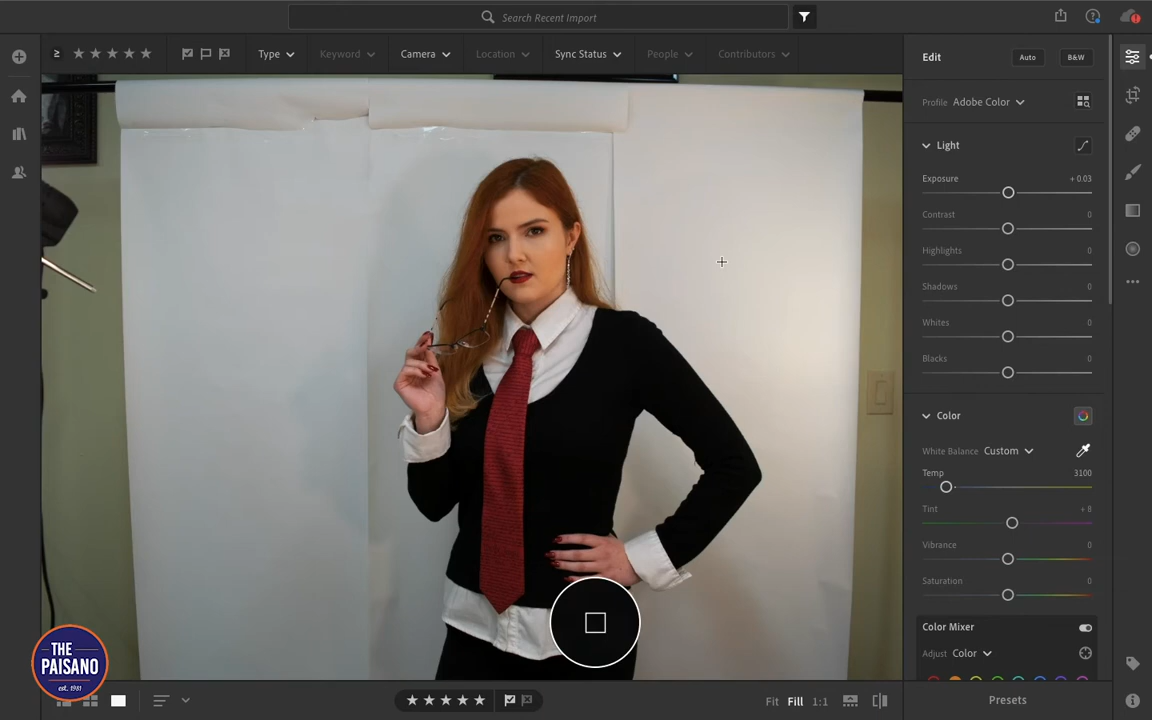 Search Recent Import
≥ Type Keyword Camera Location Sync Status People Contributors
Edit Auto B&W
Profile Adobe Color
Light
Exposure + 0.03
Contrast 0
Highlights 0
Shadows 0
Whites 0
Blacks 0
Color
White Balance Custom
Temp 3100
Tint + 8
Vibrance 0
Saturation 0
Color Mixer
Adjust Color
THE
PAISANO
est. 1981
Fit Fill 1:1
Presets